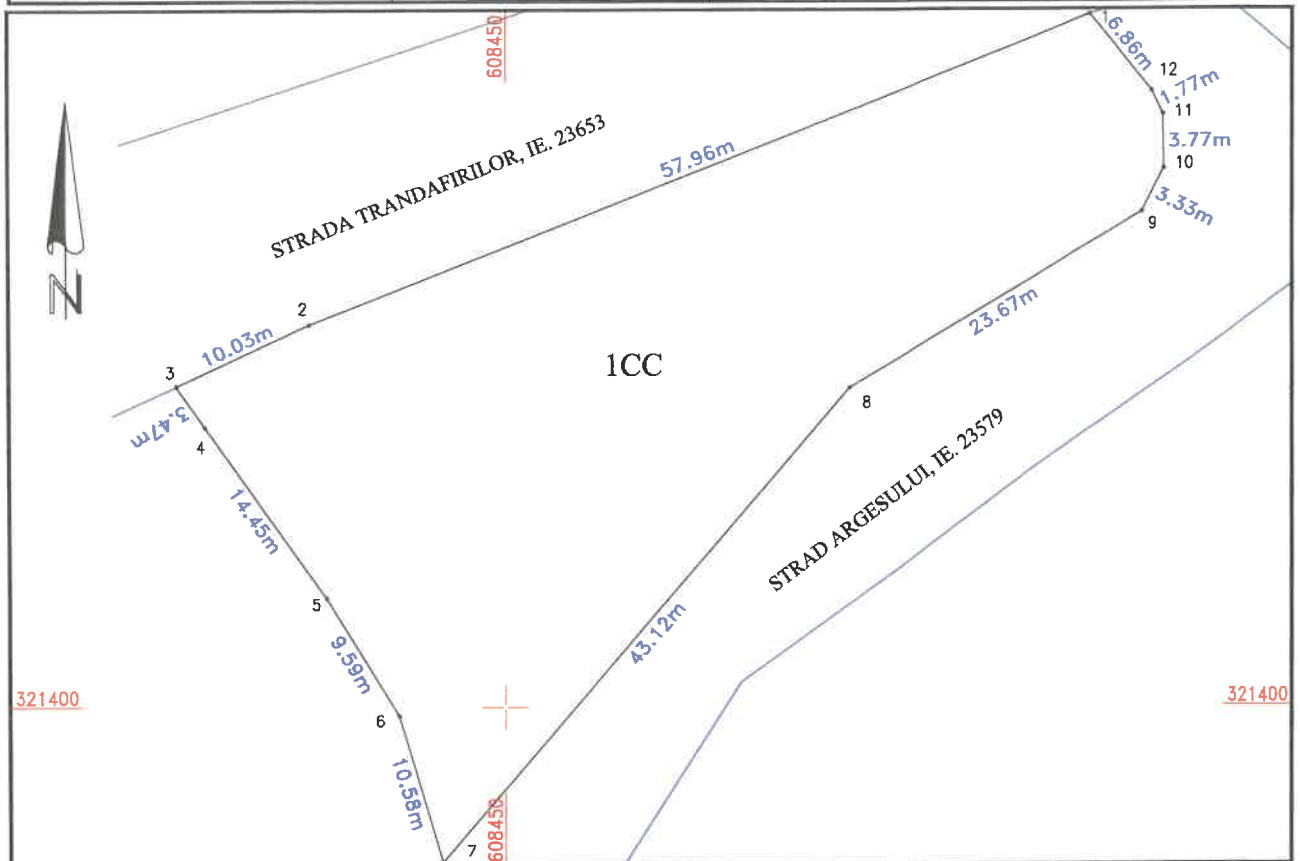 1
608450
6.86m
12
1.77m
11
3.77m
10
3.33m
9
STRADA TRANDAFIRILOR, IE. 23653
57.96m
N
2
10.03m
3
3.47m
4
23.67m
1CC
8
14.45m
STRAD ARGESULUI, IE. 23579
5
9.59m
43.12m
321400
6
321400
10.58m
608450
7